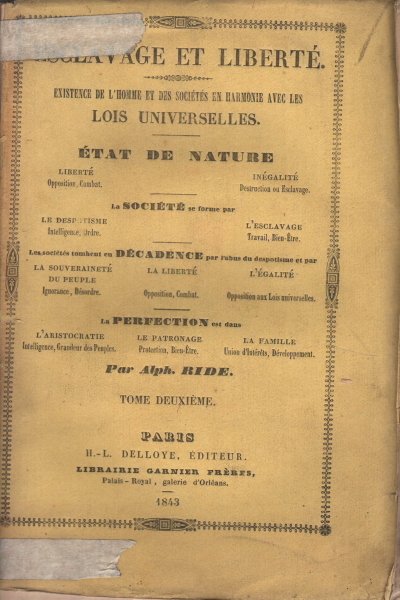 ESCLAVAGE ET LIBERTÉ.
EXISTENCE DE L'HOMME ET DES SOCIÉTÉS EN HARMONIE AVEC LES
LOIS UNIVERSELLES.
ÉTAT DE NATURE
LIBERTÉ INÉGALITÉ
Opposition, Combat. Destruction ou Esclavage.
La SOCIÉTÉ se forme par
LE DESPOTISME L'ESCLAVAGE
Intelligence, Ordre. Travail, Bien-Être.
Les sociétés tombent en DÉCADENCE par l'abus du despotisme et par
LA SOUVERAINETÉ LA LIBERTÉ L'ÉGALITÉ
DU PEUPLE
Ignorance, Désordre. Opposition, Combat. Opposition aux Lois universelles.
La PERFECTION est dans
L'ARISTOCRATIE LE PATRONAGE LA FAMILLE
Intelligence, Grandeur des Peuples. Protection, Bien-Être. Union d'Intérêts, Développement.
Par Alph. RIDE.
TOME DEUXIÈME.
PARIS
H.-L. DELLOYE, ÉDITEUR.
LIBRAIRIE GARNIER FRÈRES,
Palais-Royal, galerie d'Orléans.
1843